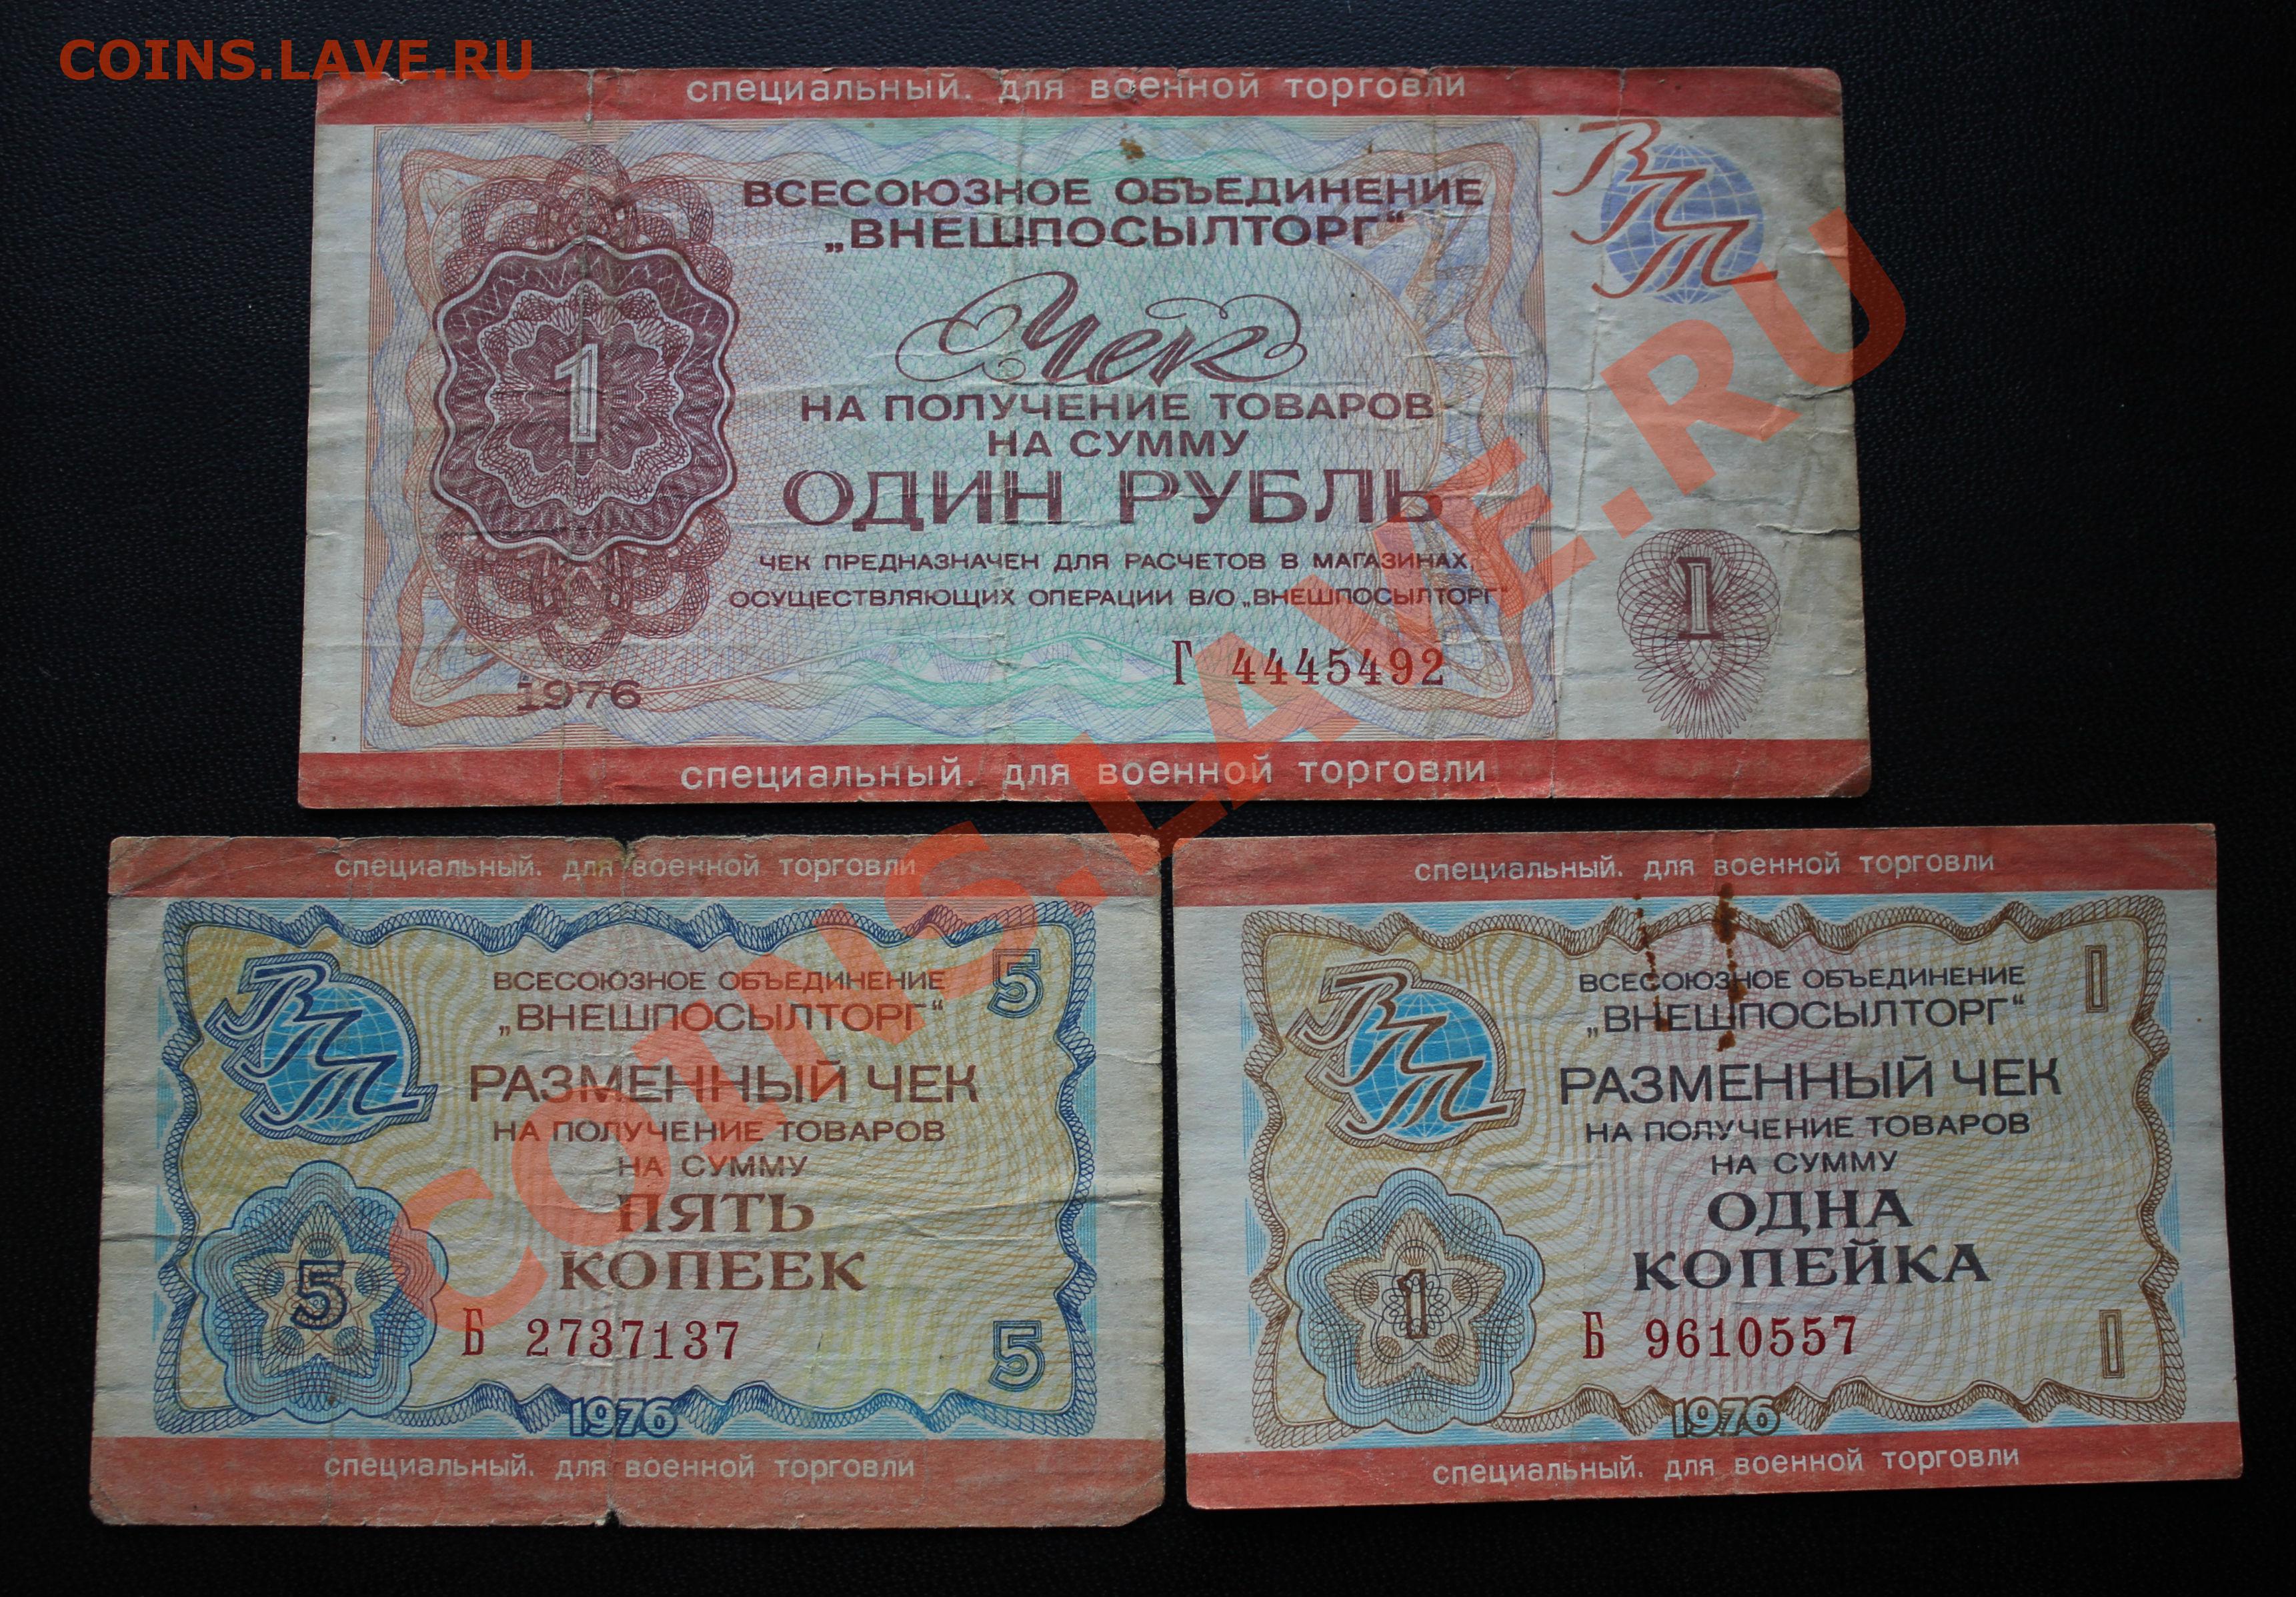 COINS.LAVE.RU
специальный. для военной торговли
ВСЕСОЮЗНОЕ ОБЪЕДИНЕНИЕ
„ВНЕШПОСЫЛТОРГ“
ВПТ
Чек
1
НА ПОЛУЧЕНИЕ ТОВАРОВ
НА СУММУ
ОДИН РУБЛЬ
ЧЕК ПРЕДНАЗНАЧЕН ДЛЯ РАСЧЕТОВ В МАГАЗИНАХ,
ОСУЩЕСТВЛЯЮЩИХ ОПЕРАЦИИ В/О „ВНЕШПОСЫЛТОРГ“
1
Г 4445492
1976
специальный. для военной торговли
COINS.LAVE.RU
специальный. для военной торговли
ВСЕСОЮЗНОЕ ОБЪЕДИНЕНИЕ
5
„ВНЕШПОСЫЛТОРГ“
ВПТ
РАЗМЕННЫЙ ЧЕК
НА ПОЛУЧЕНИЕ ТОВАРОВ
НА СУММУ
ПЯТЬ
КОПЕЕК
5
Б 2737137
5
1976
специальный. для военной торговли
специальный. для военной торговли
ВСЕСОЮЗНОЕ ОБЪЕДИНЕНИЕ
1
„ВНЕШПОСЫЛТОРГ“
ВПТ
РАЗМЕННЫЙ ЧЕК
НА ПОЛУЧЕНИЕ ТОВАРОВ
НА СУММУ
ОДНА
КОПЕЙКА
1
Б 9610557
1
1976
специальный. для военной торговли